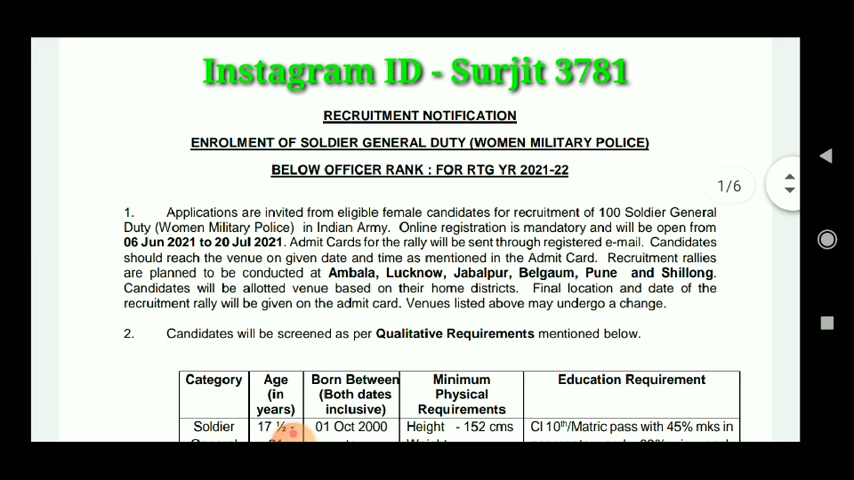 Instagram ID - Surjit 3781
RECRUITMENT NOTIFICATION
ENROLMENT OF SOLDIER GENERAL DUTY (WOMEN MILITARY POLICE)
BELOW OFFICER RANK : FOR RTG YR 2021-22
1/6
1. Applications are invited from eligible female candidates for recruitment of 100 Soldier General
Duty (Women Military Police) in Indian Army. Online registration is mandatory and will be open from
06 Jun 2021 to 20 Jul 2021. Admit Cards for the rally will be sent through registered e-mail. Candidates
should reach the venue on given date and time as mentioned in the Admit Card. Recruitment rallies
are planned to be conducted at Ambala, Lucknow, Jabalpur, Belgaum, Pune and Shillong.
Candidates will be allotted venue based on their home districts. Final location and date of the
recruitment rally will be given on the admit card. Venues listed above may undergo a change.
2. Candidates will be screened as per Qualitative Requirements mentioned below.
Category Age Born Between Minimum Education Requirement
(in (Both dates Physical
years) inclusive) Requirements
Soldier 17 ½ - 01 Oct 2000 Height - 152 cms Cl 10th/Matric pass with 45% mks in